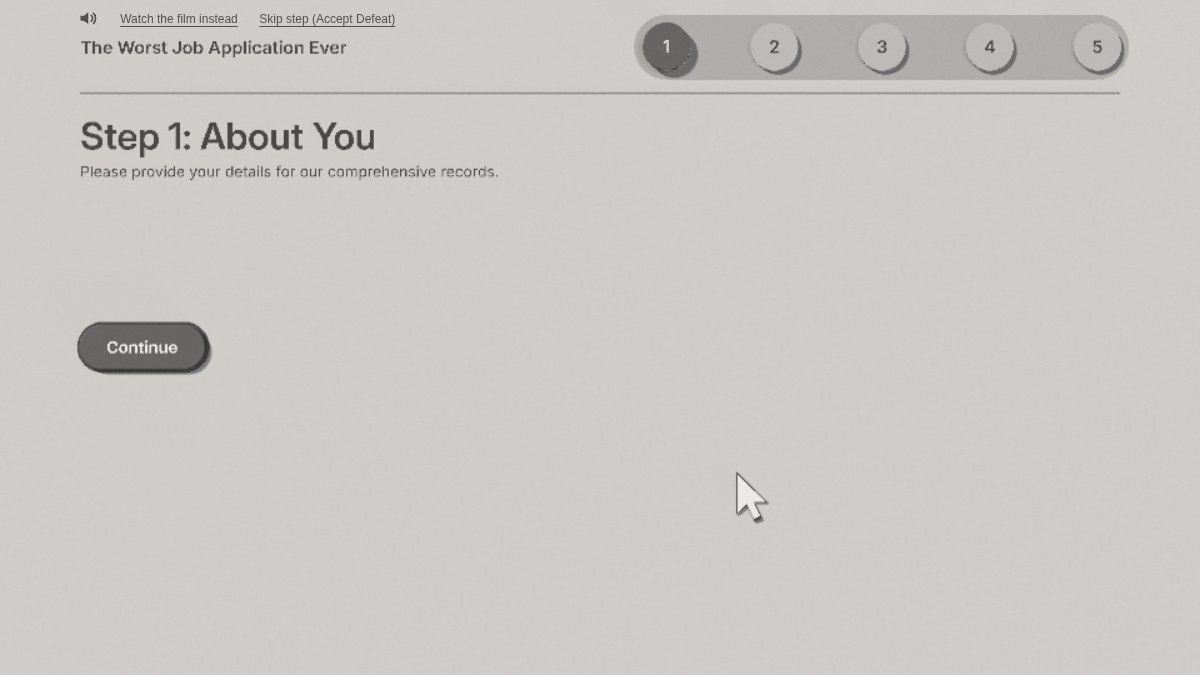 Watch the film instead Skip step (Accept Defeat)
The Worst Job Application Ever
1 2 3 4 5
Step 1: About You
Please provide your details for our comprehensive records.
Continue